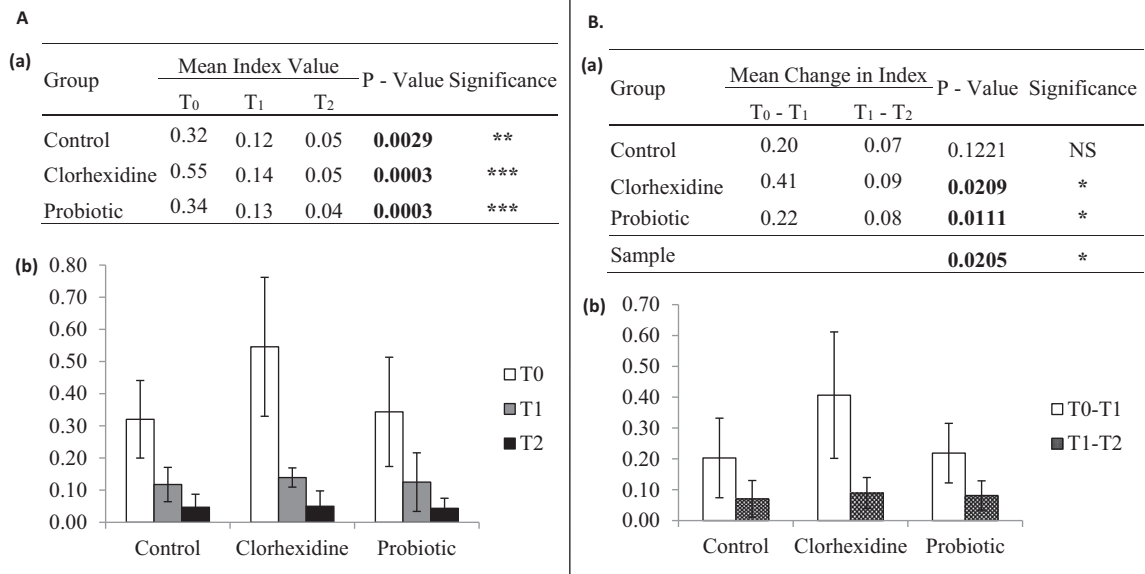 A
(a)
Group Mean Index Value P - Value Significance
T0 T1 T2
Control 0.32 0.12 0.05 0.0029 **
Clorhexidine 0.55 0.14 0.05 0.0003 ***
Probiotic 0.34 0.13 0.04 0.0003 ***
(b)
0.80
0.70
0.60
0.50
0.40
0.30
0.20
0.10
0.00
Control Clorhexidine Probiotic
T0
T1
T2
B.
(a)
Group Mean Change in Index P - Value Significance
T0 - T1 T1 - T2
Control 0.20 0.07 0.1221 NS
Clorhexidine 0.41 0.09 0.0209 *
Probiotic 0.22 0.08 0.0111 *
Sample 0.0205 *
(b)
0.70
0.60
0.50
0.40
0.30
0.20
0.10
0.00
Control Clorhexidine Probiotic
T0-T1
T1-T2